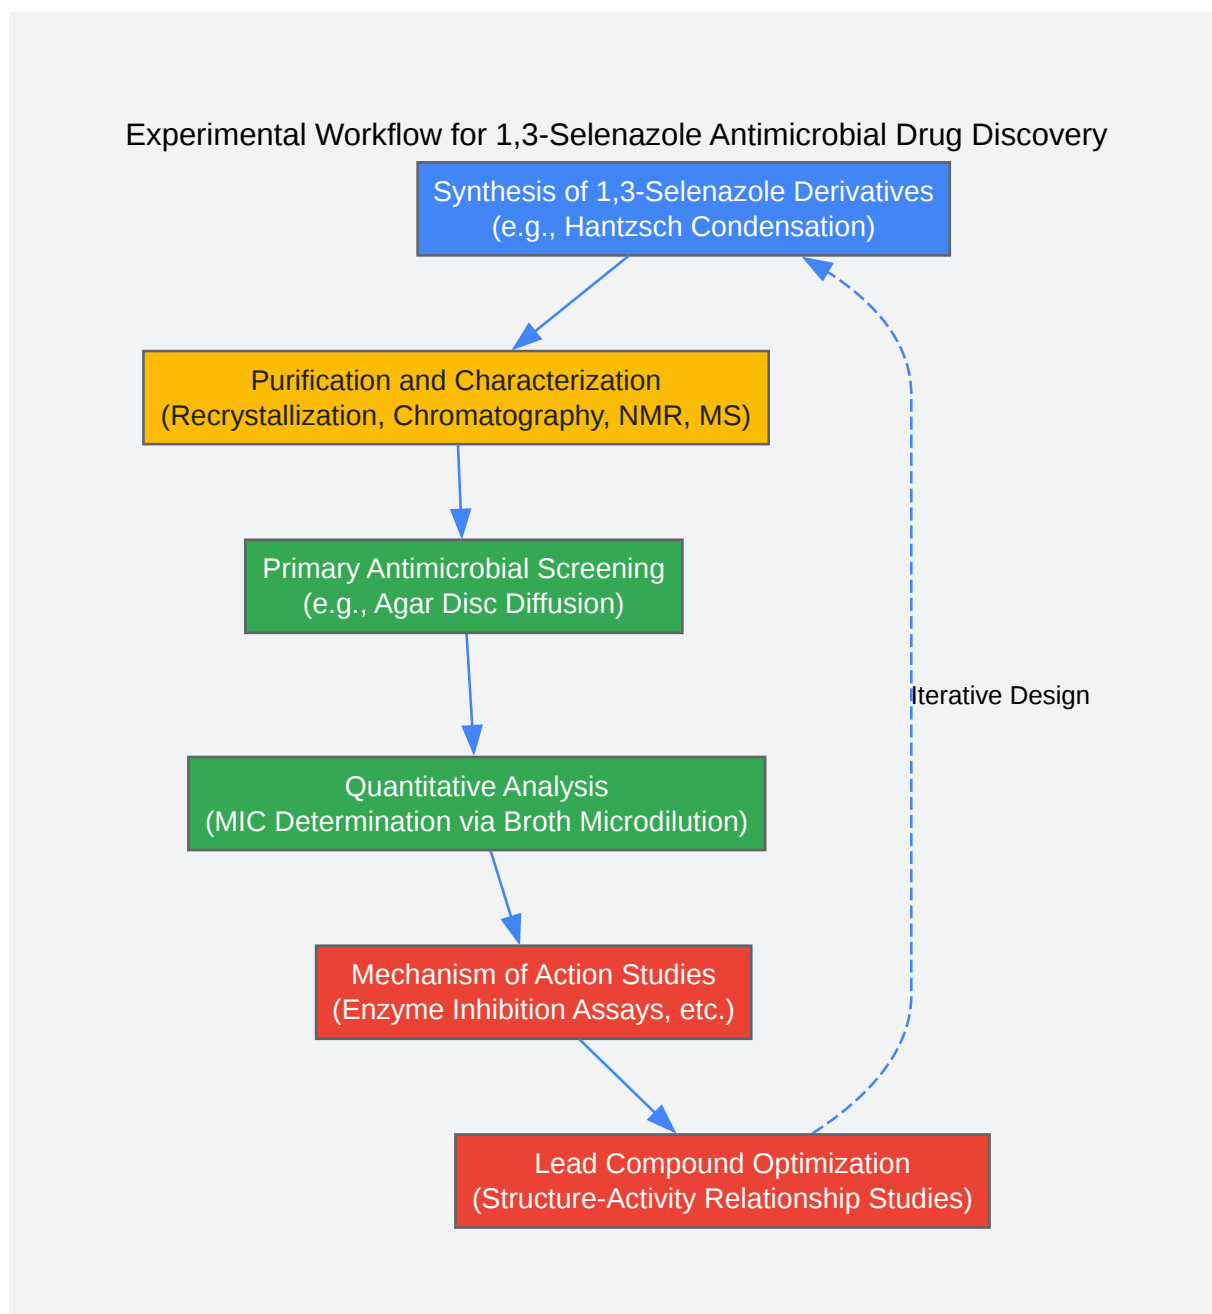 Experimental Workflow for 1,3-Selenazole Antimicrobial Drug Discovery
Synthesis of 1,3-Selenazole Derivatives
(e.g., Hantzsch Condensation)
Purification and Characterization
(Recrystallization, Chromatography, NMR, MS)
Primary Antimicrobial Screening
(e.g., Agar Disc Diffusion)
Iterative Design
Quantitative Analysis
(MIC Determination via Broth Microdilution)
Mechanism of Action Studies
(Enzyme Inhibition Assays, etc.)
Lead Compound Optimization
(Structure-Activity Relationship Studies)